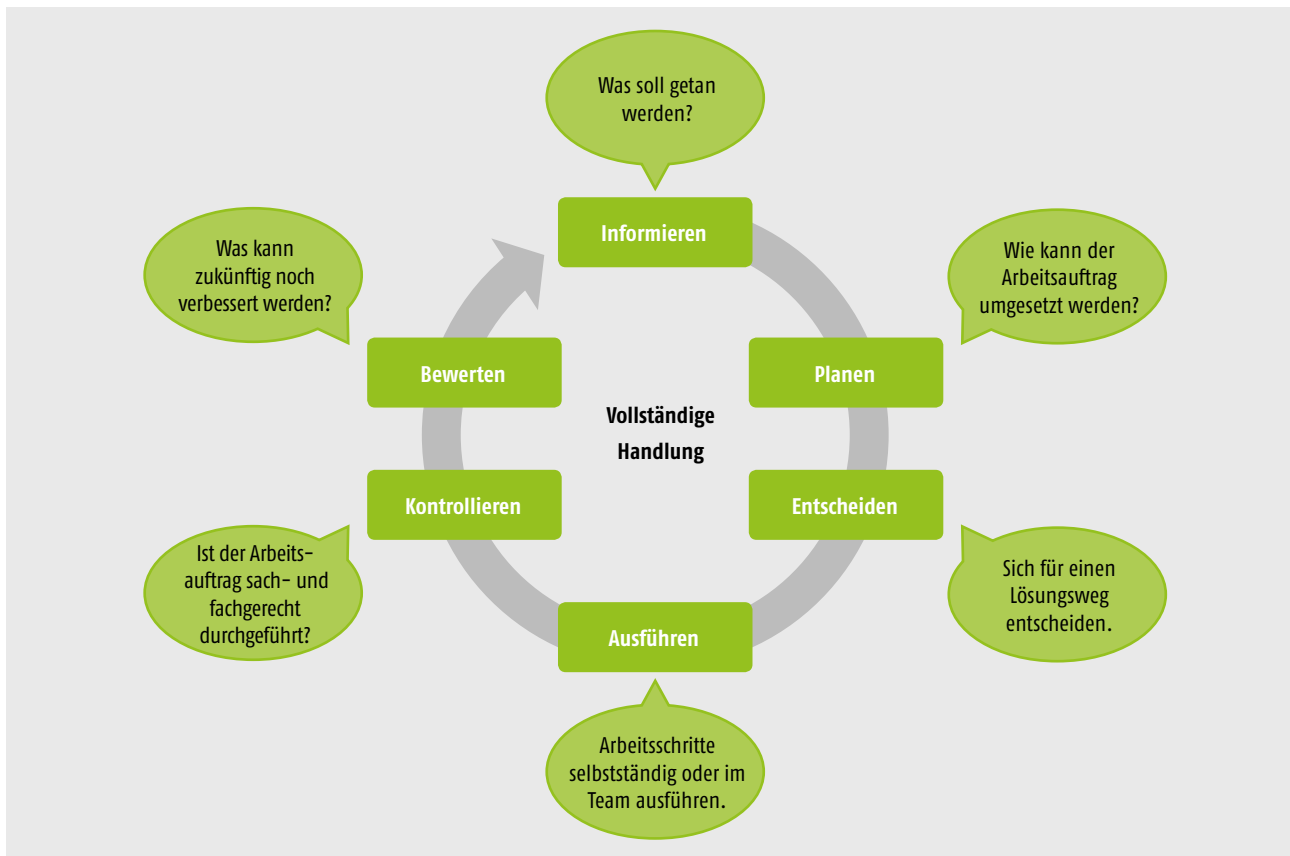 Was soll getan
werden?
Informieren
Wie kann der
Arbeitsauftrag
umgesetzt werden?
Planen
Entscheiden
Sich für einen
Lösungsweg
entscheiden.
Ausführen
Arbeitsschritte
selbstständig oder im
Team ausführen.
Kontrollieren
Ist der Arbeits-
auftrag sach- und
fachgerecht
durchgeführt?
Bewerten
Was kann
zukünftig noch
verbessert werden?
Vollständige
Handlung